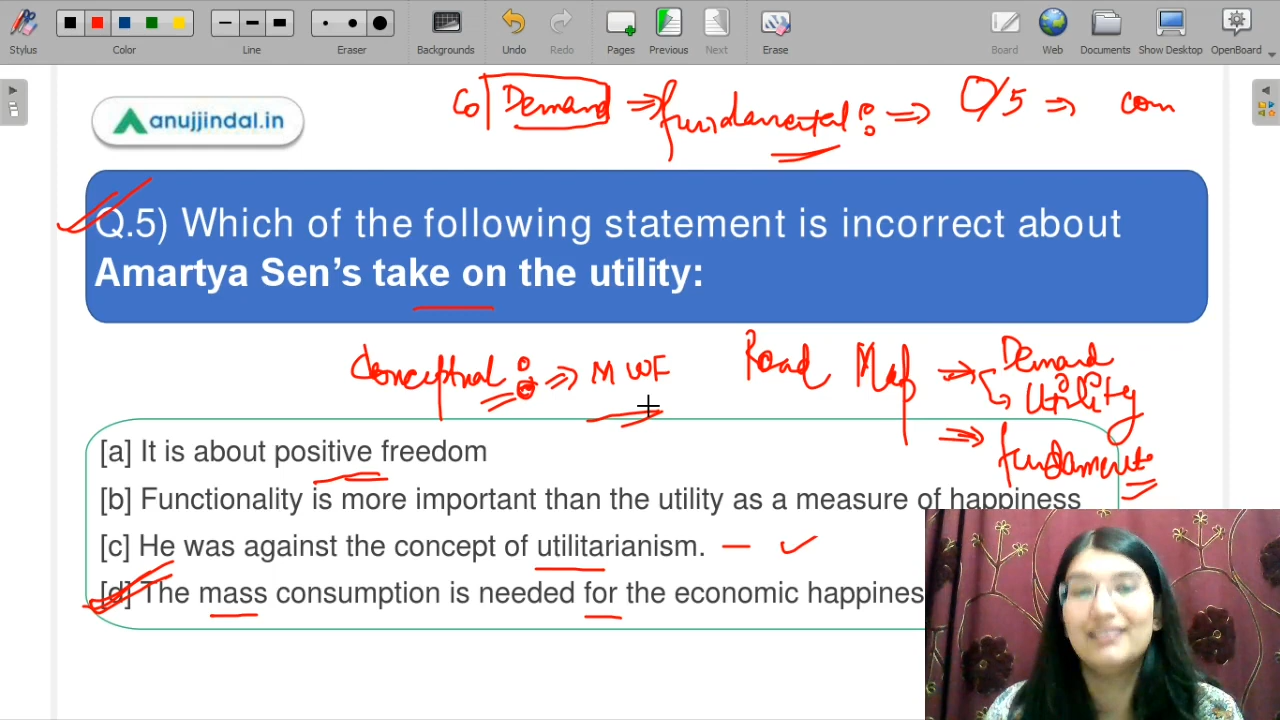 Stylus
Color
Line
Eraser
Backgrounds
Undo
Redo
Pages
Previous
Next
Erase
Board
Web
Documents
Show Desktop
OpenBoard
anujjindal.in
Demand ⇒ fundamental : ⇒ 0/5 ⇒ com
Q.5) Which of the following statement is incorrect about
Amartya Sen's take on the utility:
Conceptual : ⇒ MWF
Road Map → Demand
Utility
⇒ fundamente
[a] It is about positive freedom
[b] Functionality is more important than the utility as a measure of happiness
[c] He was against the concept of utilitarianism. — ✓
[d] The mass consumption is needed for the economic happines